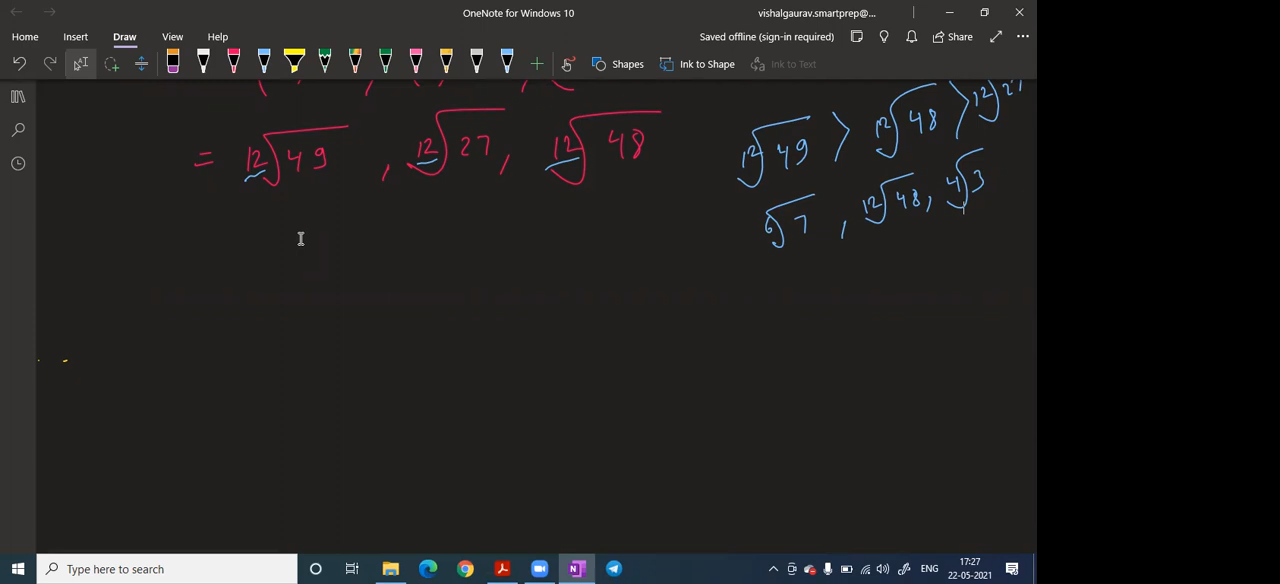 OneNote for Windows 10
vishalgaurav.smartprep@...
Home Insert Draw View Help
Saved offline (sign-in required)
Share
Shapes
Ink to Shape
Ink to Text
= ¹²√49 , ¹²√27 , ¹²√48
¹²√49 > ¹²√48 > ¹²√27
⁶√7 , ¹²√48, ⁴√3
Type here to search
ENG
17:27
22-05-2021